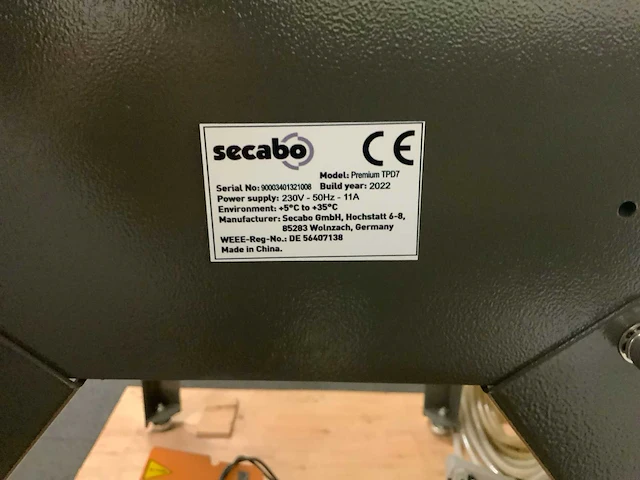 secabo CE
Model: Premium TPD7
Serial No: 90003401321008 Build year: 2022
Power supply: 230V - 50Hz - 11A
Environment: +5°C to +35°C
Manufacturer: Secabo GmbH, Hochstatt 6-8,
85283 Wolnzach, Germany
WEEE-Reg-No.: DE 56407138
Made in China.